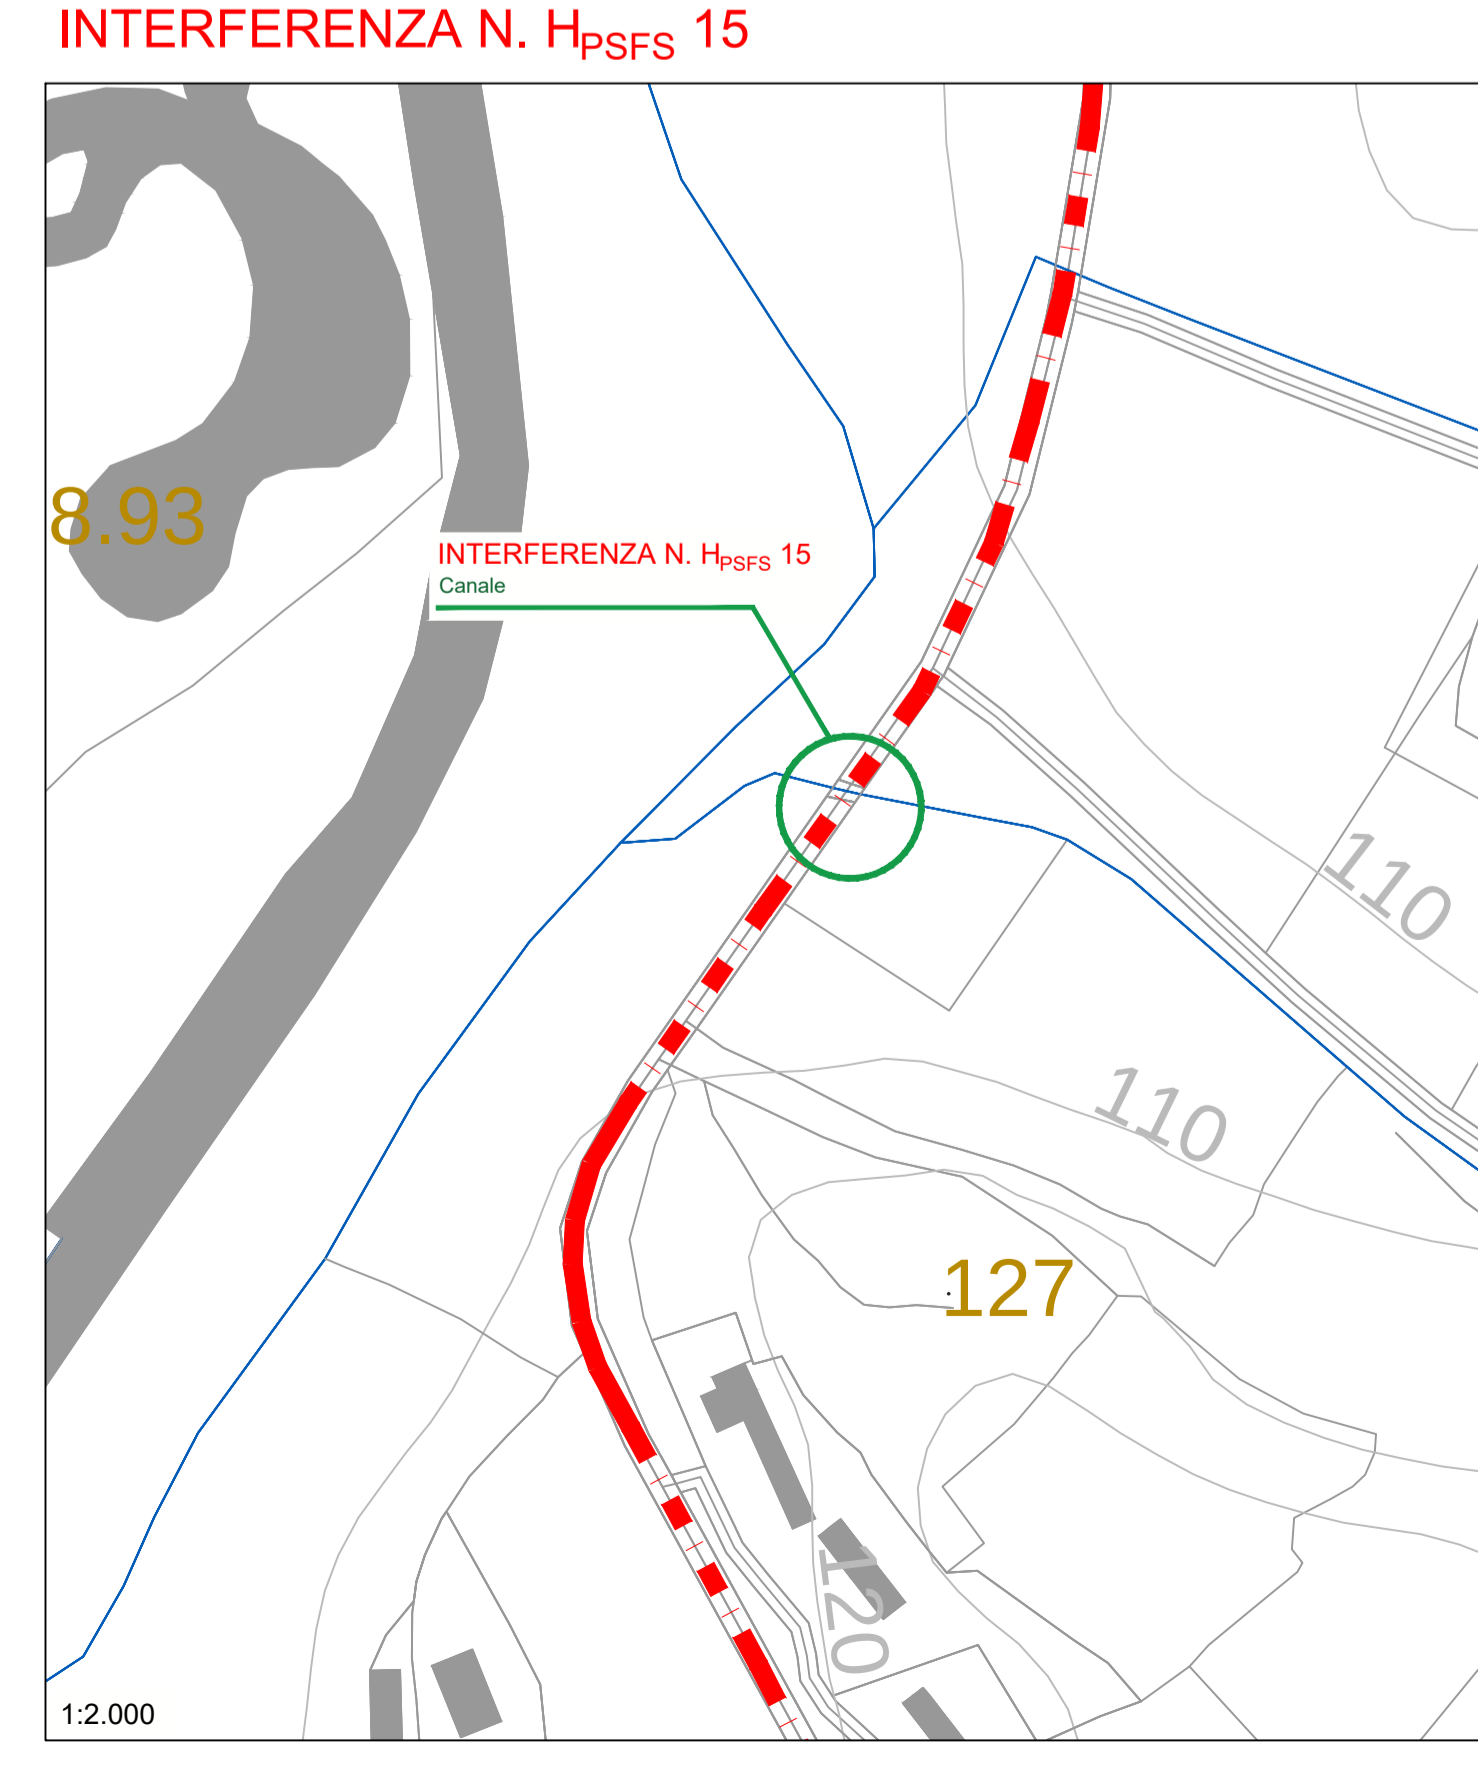 INTERFERENZA N. HPSFS 15
8.93
INTERFERENZA N. HPSFS 15
Canale
110
110
127
120
1:2.000